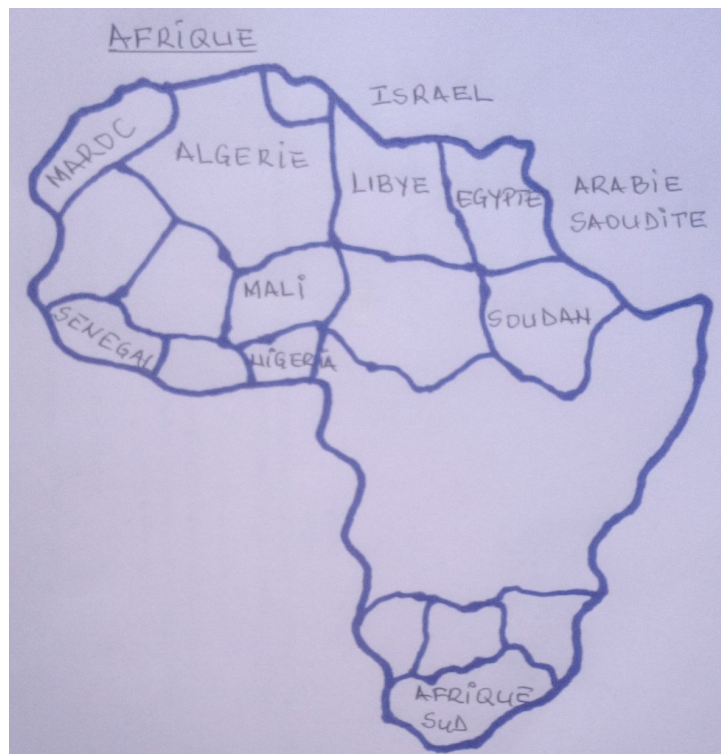 AFRIQUE
ISRAEL
MAROC
ALGERIE
LIBYE
EGYPTE
ARABIE
SAOUDITE
MALI
SOUDAN
SENEGAL
NIGERIA
AFRIQUE
SUD